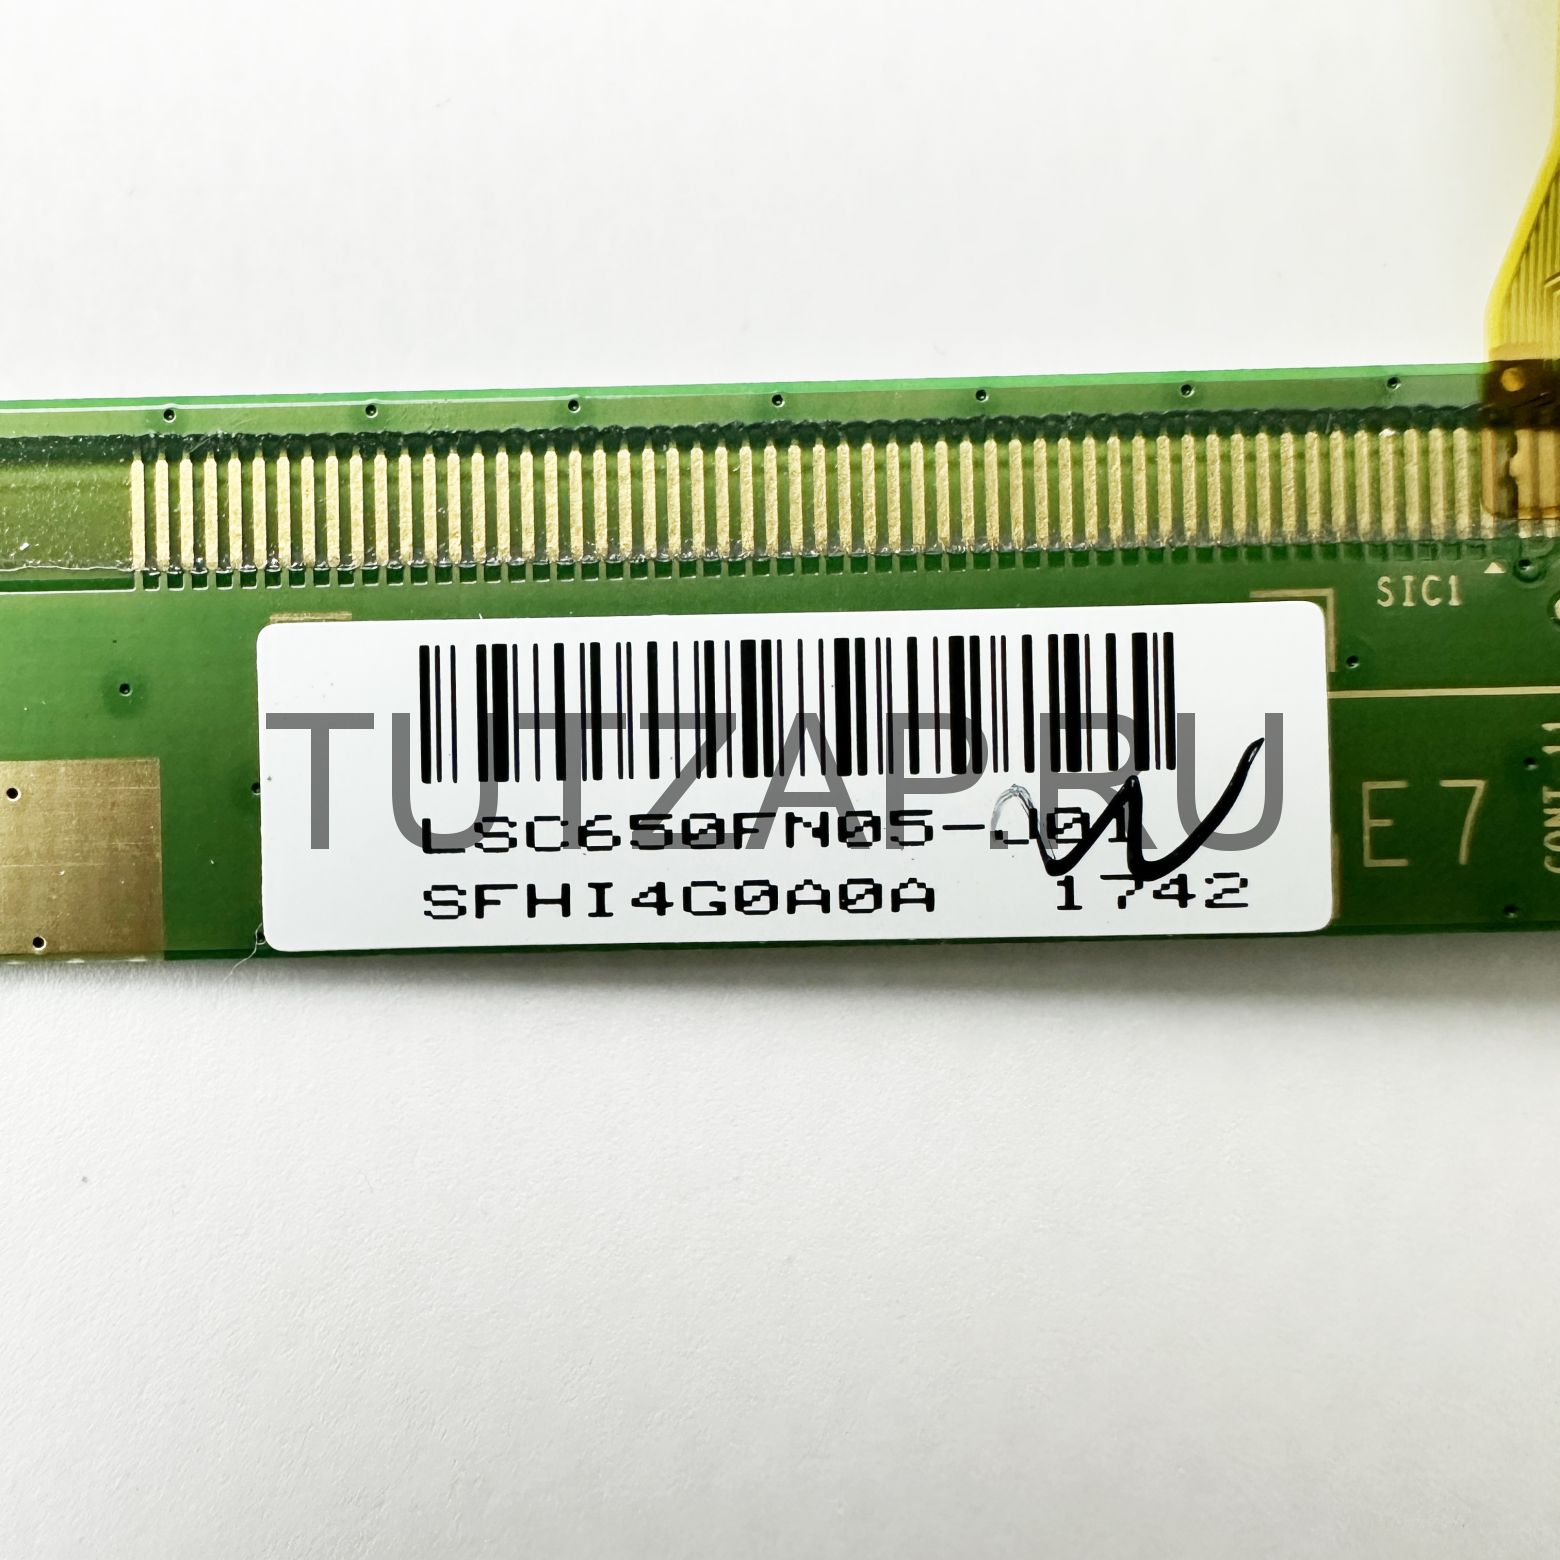 SIC1
TUTZAP.RU
LSC650FN05-J01
E7
SFHI4G0A0A 1742